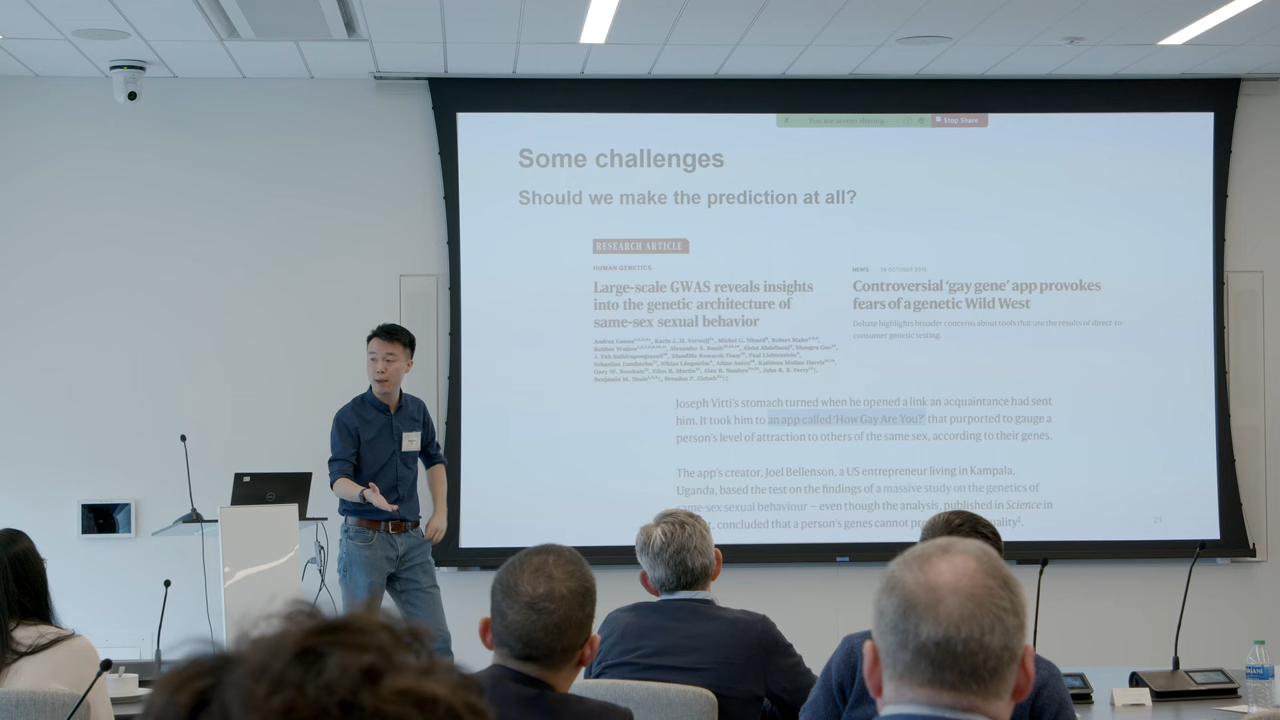 You are screen sharing
Stop Share
Some challenges
Should we make the prediction at all?
RESEARCH ARTICLE
HUMAN GENETICS
Large-scale GWAS reveals insights
into the genetic architecture of
same-sex sexual behavior
NEWS
Controversial 'gay gene' app provokes
fears of a genetic Wild West
Debate highlights broader concerns about tools that use the results of direct-to-
consumer genetic testing.
Joseph Vitti's stomach turned when he opened a link an acquaintance had sent
him. It took him to an app called 'How Gay Are You?' that purported to gauge a
person's level of attraction to others of the same sex, according to their genes.
The app's creator, Joel Bellenson, a US entrepreneur living in Kampala,
Uganda, based the test on the findings of a massive study on the genetics of
same-sex sexual behaviour — even though the analysis, published in Science in
concluded that a person's genes cannot
21
DELL